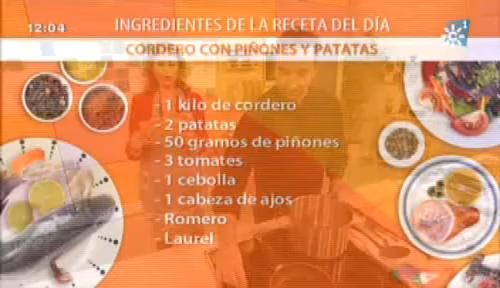 12:04
INGREDIENTES DE LA RECETA DEL DÍA
CORDERO CON PIÑONES Y PATATAS
- 1 kilo de cordero
- 2 patatas
- 50 gramos de piñones
- 3 tomates
- 1 cebolla
- 1 cabeza de ajos
- Romero
- Laurel